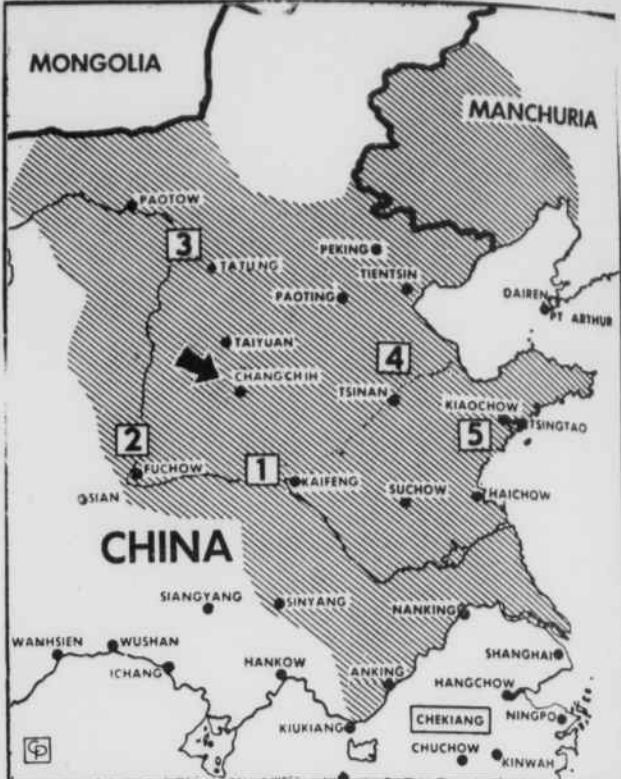 MONGOLIA
MANCHURIA
PAOTOW
3
TATUNG
PEKING
TIENTSIN
PAOTING
DAIREN
PT ARTHUR
TAIYUAN
4
CHANGCHIH
TSINAN
KIAOCHOW
TSINGTAO
2
5
1
FUCHOW
KAIFENG
SIAN
SUCHOW
HAICHOW
CHINA
SIANGYANG
SINYANG
NANKING
WANHSIEN
WUSHAN
SHANGHAI
ICHANG
HANKOW
ANKING
HANGCHOW
CHEKIANG
NINGPO
KIUKIANG
CHUCHOW
KINWAH
CP